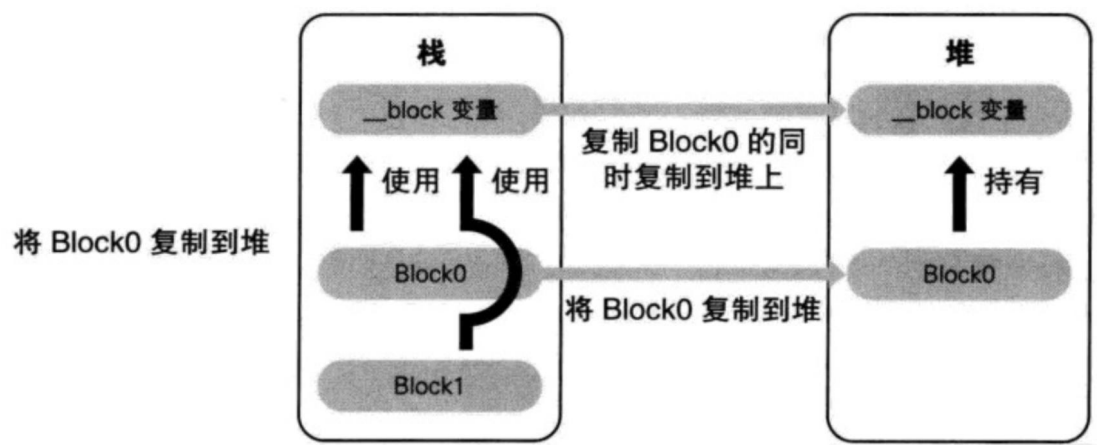 栈
堆
__block 变量
__block 变量
复制 Block0 的同
时复制到堆上
使用
使用
持有
将 Block0 复制到堆
Block0
Block0
将 Block0 复制到堆
Block1